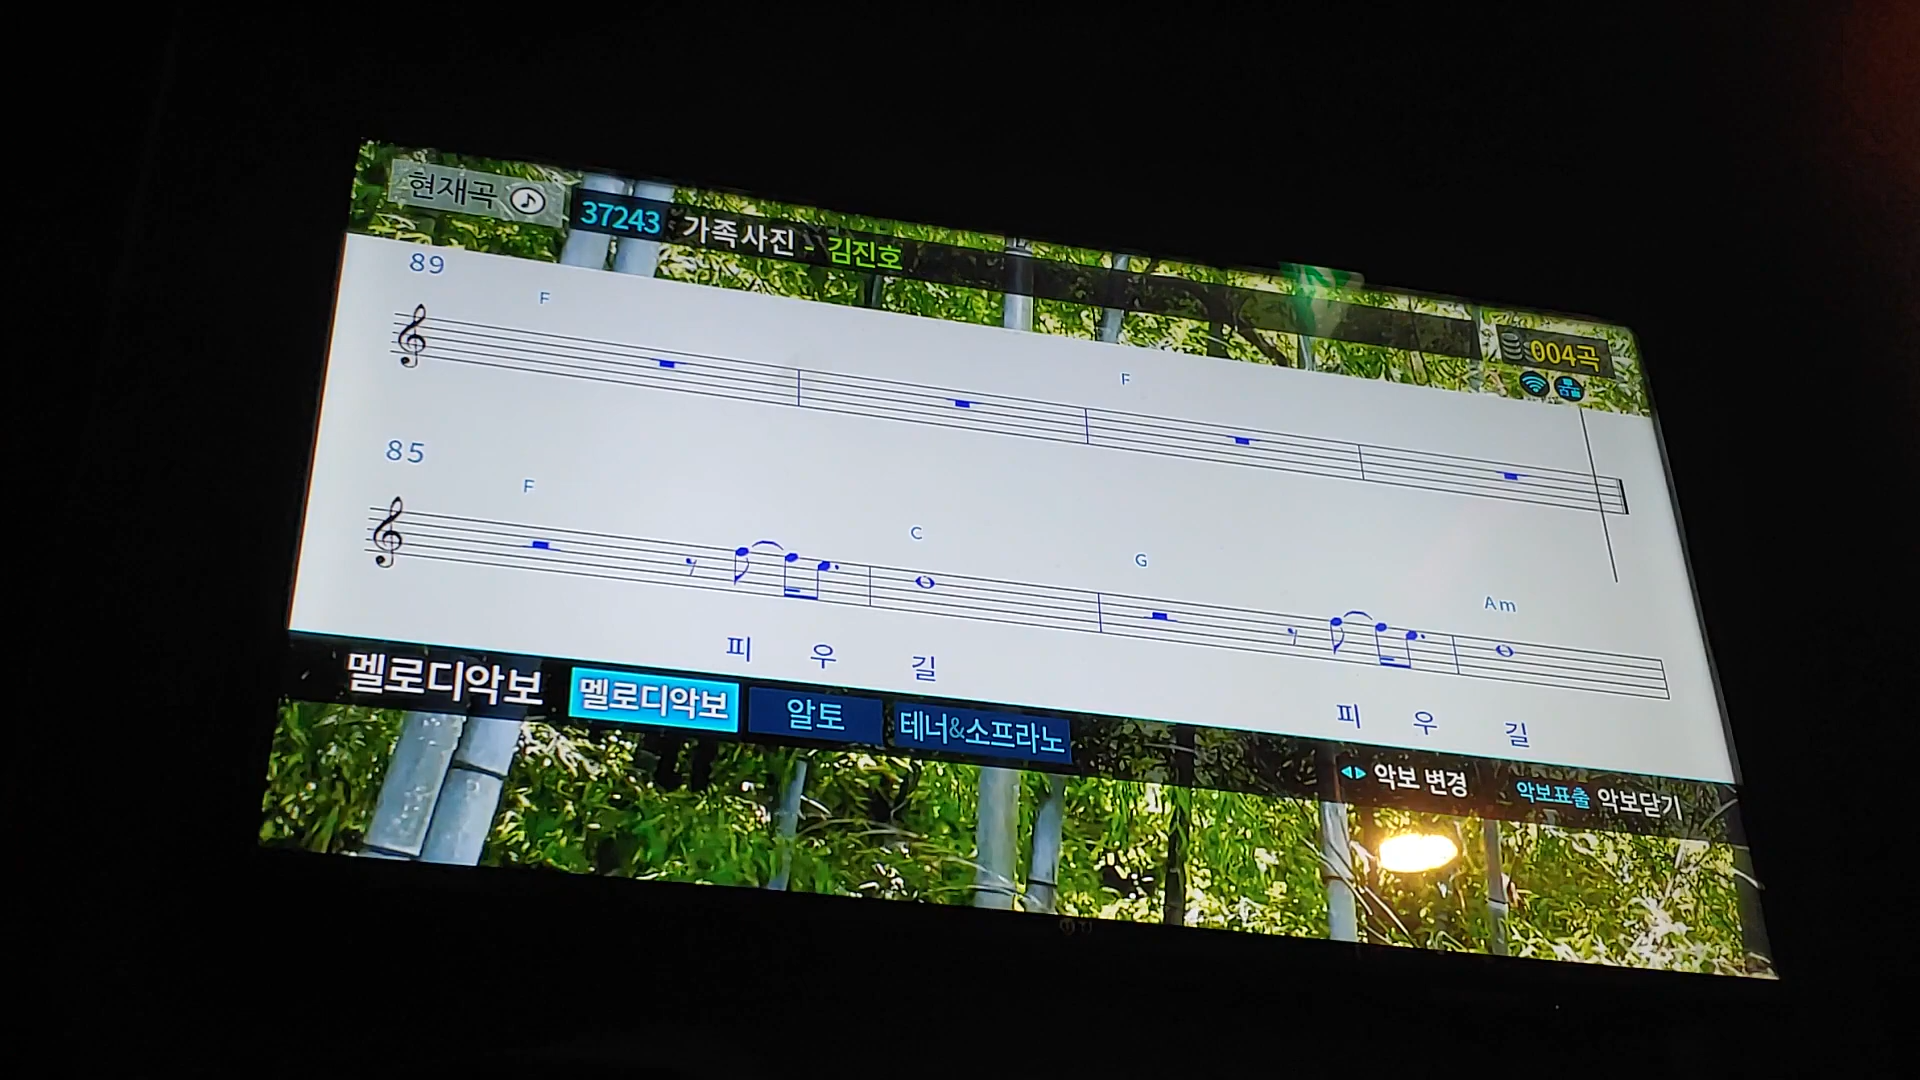 현재곡
37243 가족사진 - 김진호
004곡
89
F
F
85
F
C
G
Am
피 우 길
피 우 길
멜로디악보 멜로디악보 알토 테너&소프라노
악보 변경 악보표출 악보닫기